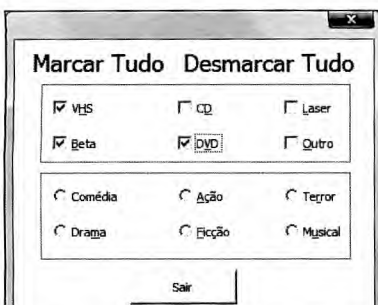 Marcar Tudo Desmarcar Tudo
VHS CD Laser
Beta DVD Outro
Comédia Ação Terror
Drama Ficção Musical
Sair